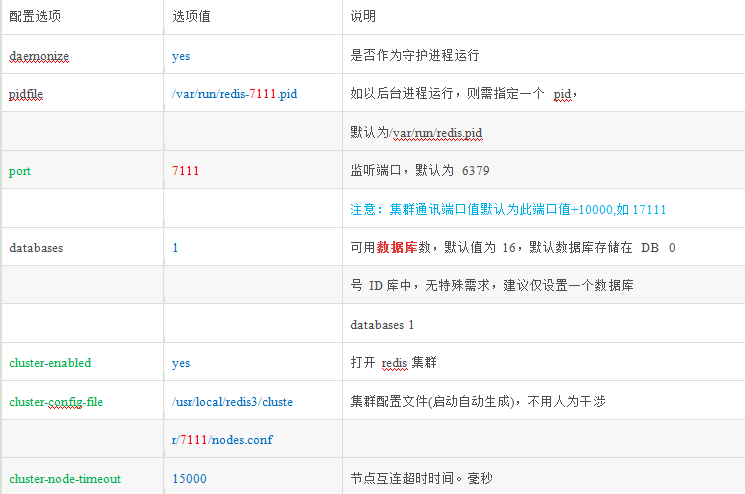 配置选项 选项值 说明
daemonize yes 是否作为守护进程运行
pidfile /var/run/redis-7111.pid 如以后台进程运行，则需指定一个 pid，
默认为/var/run/redis.pid
port 7111 监听端口，默认为 6379
注意：集群通讯端口值默认为此端口值+10000,如 17111
databases 1 可用数据库数，默认值为 16，默认数据库存储在 DB 0
号 ID 库中，无特殊需求，建议仅设置一个数据库
databases 1
cluster-enabled yes 打开 redis 集群
cluster-config-file /usr/local/redis3/cluste 集群配置文件(启动自动生成)，不用人为干涉
r/7111/nodes.conf
cluster-node-timeout 15000 节点互连超时时间。毫秒